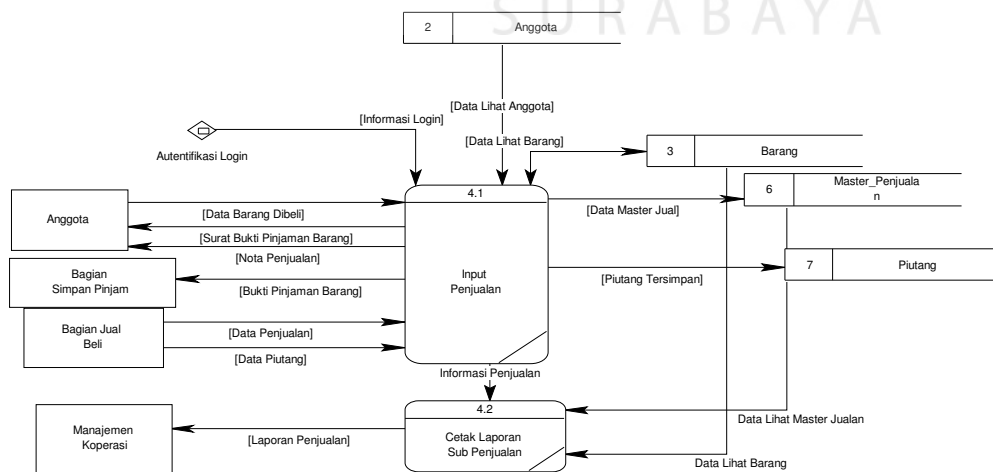 SURABAYA
2 Anggota
[Data Lihat Anggota]
[Informasi Login]
[Data Lihat Barang]
Autentifikasi Login
3 Barang
6 Master_Penjuala
n
4.1
Anggota
[Data Barang Dibeli]
[Data Master Jual]
[Surat Bukti Pinjaman Barang]
[Nota Penjualan]
7 Piutang
Bagian
Simpan Pinjam
Input
Penjualan
[Piutang Tersimpan]
[Bukti Pinjaman Barang]
Bagian Jual
Beli
[Data Penjualan]
[Data Piutang]
Informasi Penjualan
4.2
Manajemen
Koperasi
[Laporan Penjualan]
Cetak Laporan
Sub Penjualan
Data Lihat Master Jualan
Data Lihat Barang